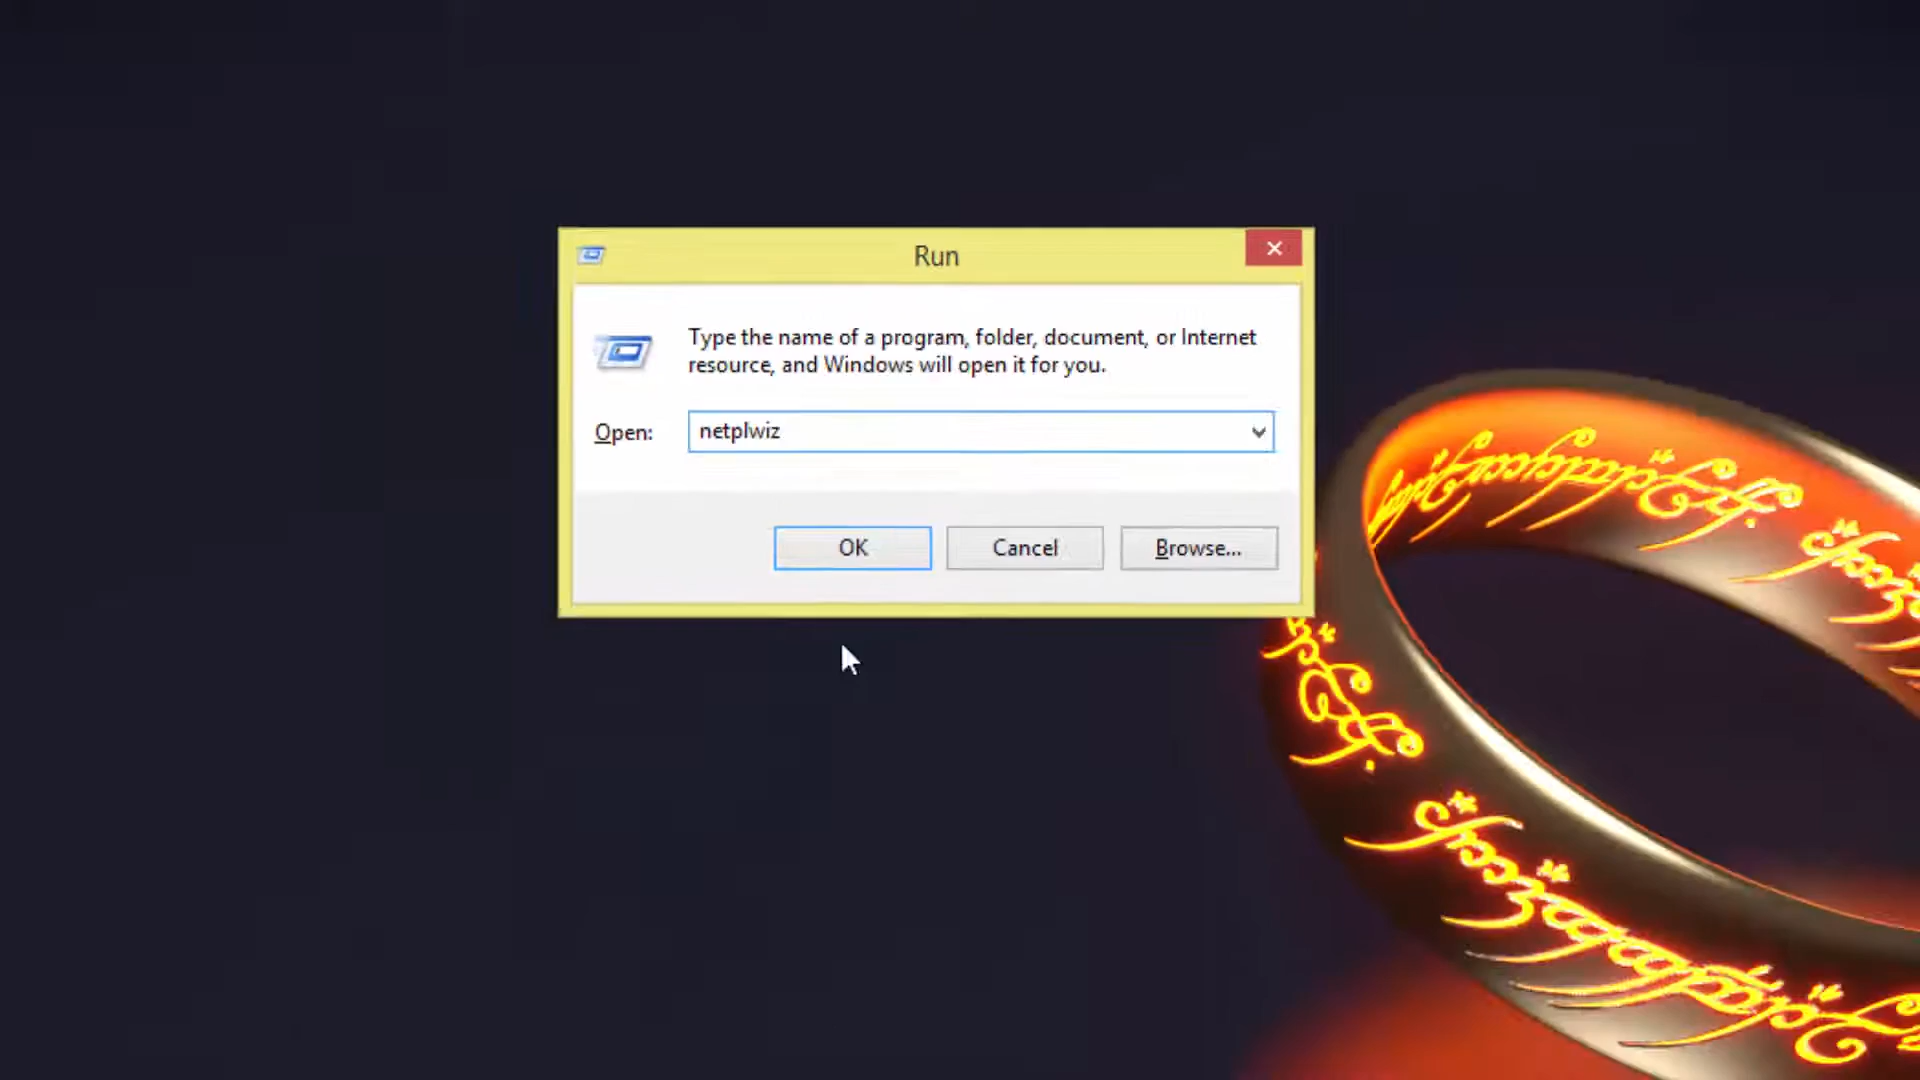 Run
Type the name of a program, folder, document, or Internet
resource, and Windows will open it for you.
Open: netplwiz
OK Cancel Browse...